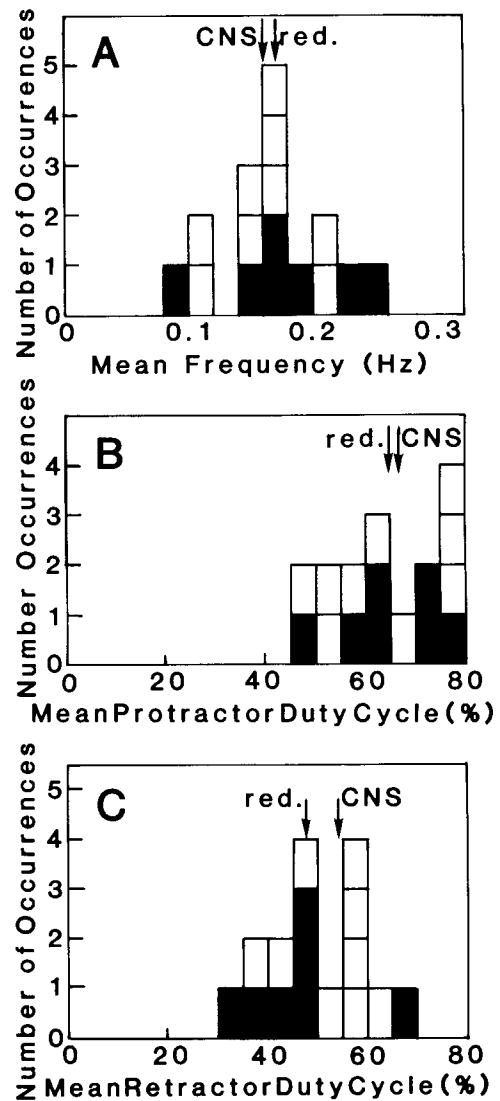 A
CNS red.
5
4
3
2
1
0
0 0.1 0.2 0.3
Number of Occurrences
Mean Frequency (Hz)
B
red. CNS
4
3
2
1
0
0 20 40 60 80
Number Occurrences
MeanProtractorDutyCycle(%)
C
red. CNS
5
4
3
2
1
0
0 20 40 60 80
Number of Occurrences
MeanRetractorDutyCycle(%)